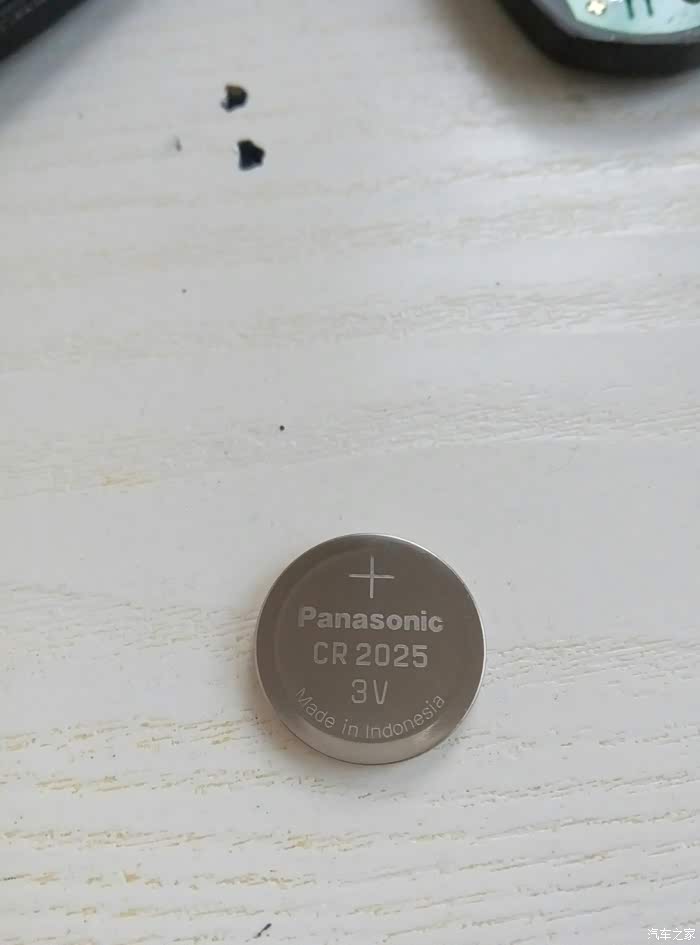 +
Panasonic
CR 2025
3V
Made in Indonesia
汽车之家